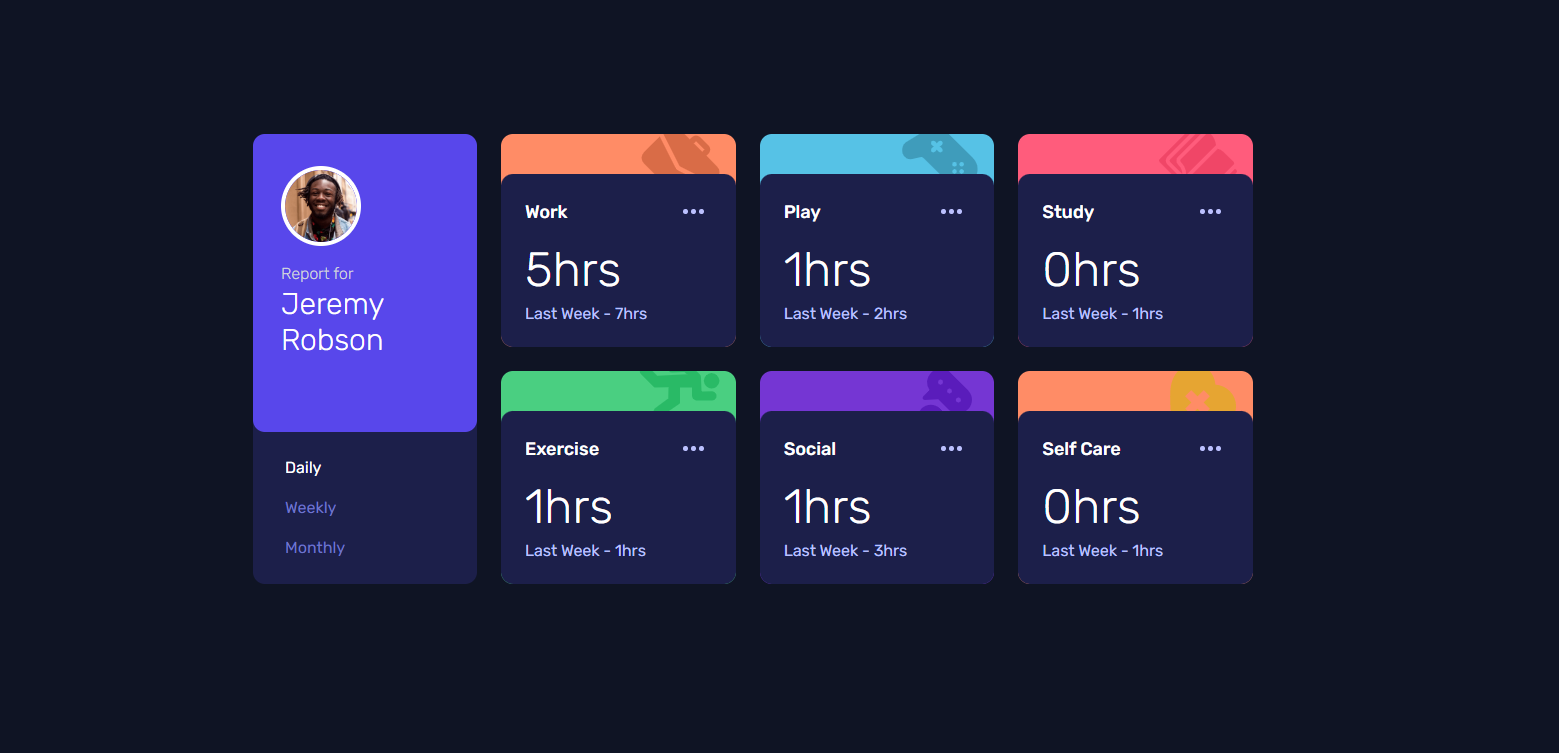 Report for
Jeremy
Robson
Daily
Weekly
Monthly
Work
5hrs
Last Week - 7hrs
Play
1hrs
Last Week - 2hrs
Study
0hrs
Last Week - 1hrs
Exercise
1hrs
Last Week - 1hrs
Social
1hrs
Last Week - 3hrs
Self Care
0hrs
Last Week - 1hrs